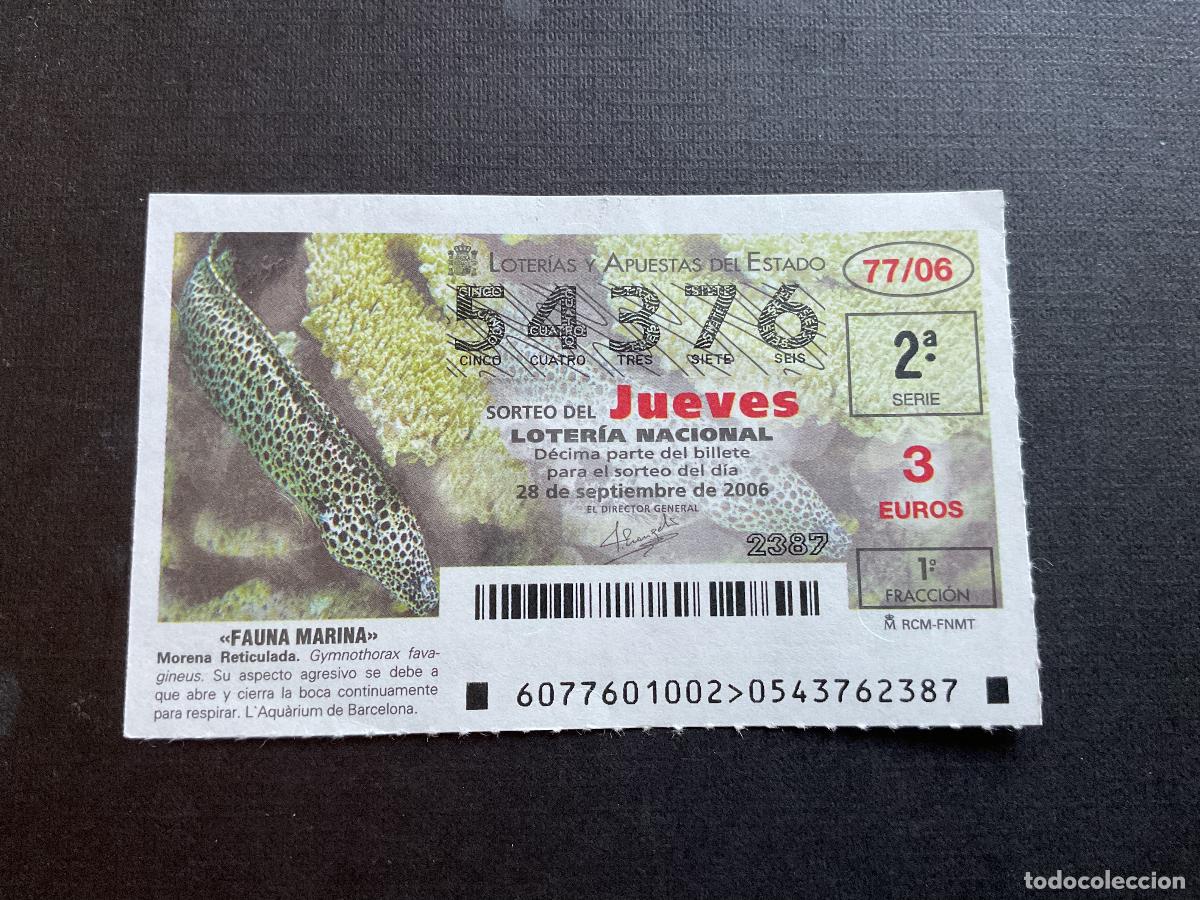 LOTERÍAS Y APUESTAS DEL ESTADO
77/06
54376
CINCO CUATRO TRES SIETE SEIS
2ª
SERIE
SORTEO DEL Jueves
LOTERÍA NACIONAL
Décima parte del billete
para el sorteo del día
28 de septiembre de 2006
EL DIRECTOR GENERAL
3
EUROS
2387
1ª
FRACCIÓN
RCM-FNMT
«FAUNA MARINA»
Morena Reticulada. Gymnothorax fava-
gineus. Su aspecto agresivo se debe a
que abre y cierra la boca continuamente
para respirar. L`Aquàrium de Barcelona.
6077601002>0543762387
todocoleccion